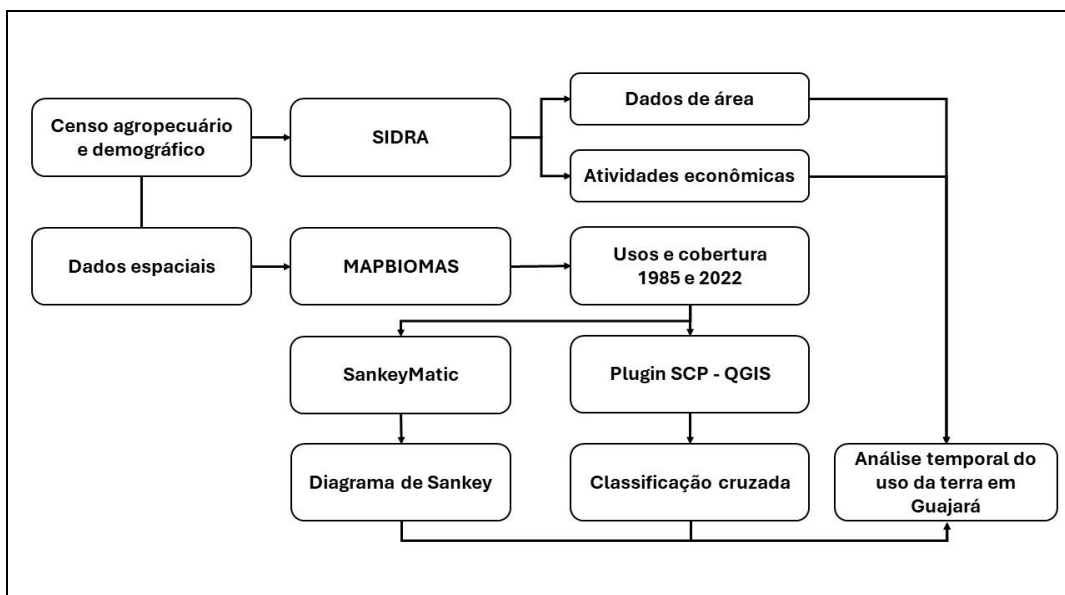 Censo agropecuário
e demográfico
SIDRA
Dados de área
Atividades econômicas
Dados espaciais
MAPBIOMAS
Usos e cobertura
1985 e 2022
SankeyMatic
Plugin SCP - QGIS
Diagrama de Sankey
Classificação cruzada
Análise temporal do
uso da terra em
Guajará